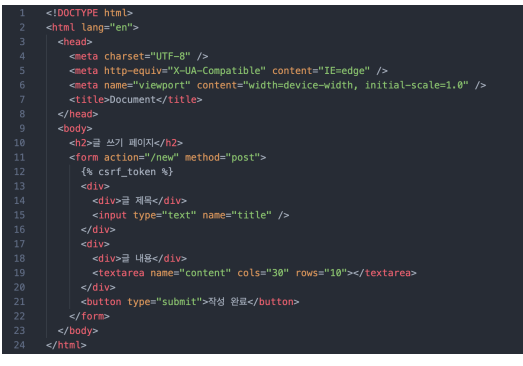 1 <!DOCTYPE html>
2 <html lang="en">
3 <head>
4 <meta charset="UTF-8" />
5 <meta http-equiv="X-UA-Compatible" content="IE=edge" />
6 <meta name="viewport" content="width=device-width, initial-scale=1.0" />
7 <title>Document</title>
8 </head>
9 <body>
10 <h2>글 쓰기 페이지</h2>
11 <form action="/new" method="post">
12 {% csrf_token %}
13 <div>
14 <div>글 제목</div>
15 <input type="text" name="title" />
16 </div>
17 <div>
18 <div>글 내용</div>
19 <textarea name="content" cols="30" rows="10"></textarea>
20 </div>
21 <button type="submit">작성 완료</button>
22 </form>
23 </body>
24 </html>